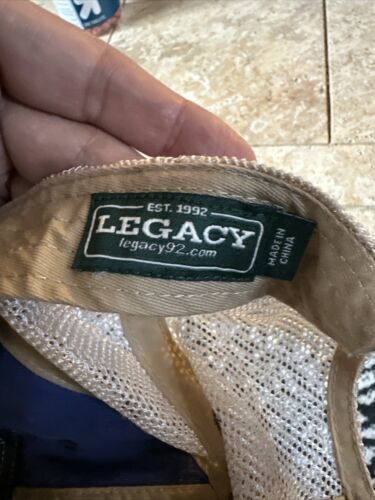 EST. 1992
LEGACY
legacy92.com
MADE IN
CHINA